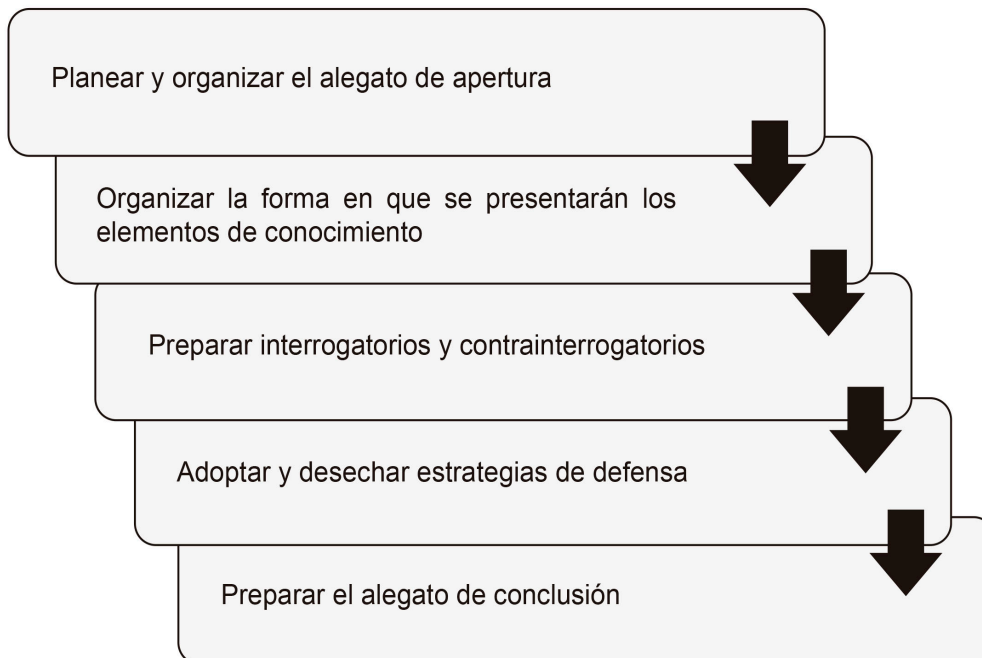 Planear y organizar el alegato de apertura
Organizar la forma en que se presentarán los
elementos de conocimiento
Preparar interrogatorios y contrainterrogatorios
Adoptar y desechar estrategias de defensa
Preparar el alegato de conclusión